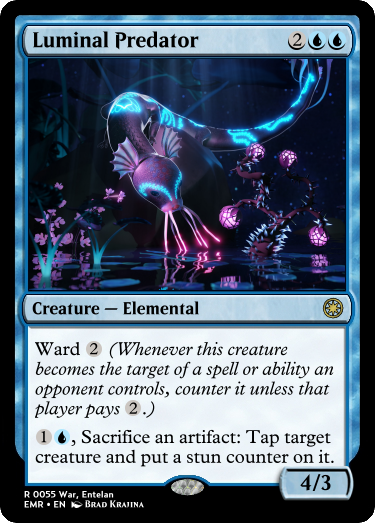 Luminal Predator 2UU
Creature — Elemental
Ward 2 (Whenever this creature
becomes the target of a spell or ability an
opponent controls, counter it unless that
player pays 2.)
1U, Sacrifice an artifact: Tap target
creature and put a stun counter on it.
4/3
R 0055 War, Entelan
EMR • EN Brad Krajina